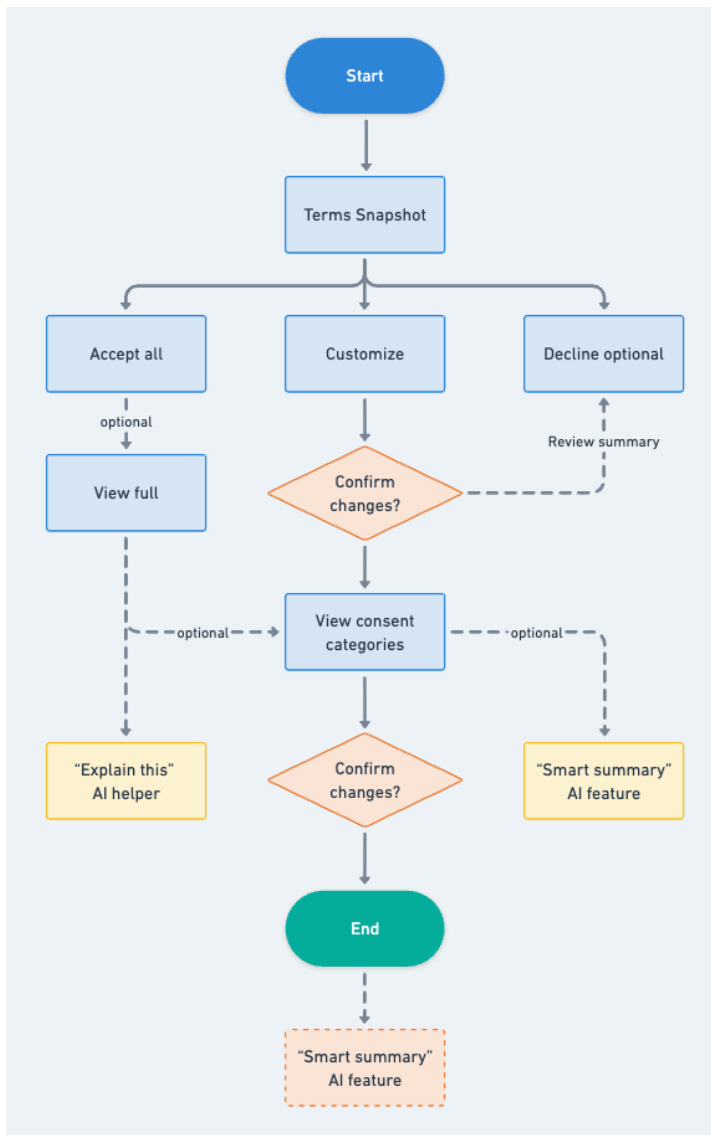 Start
Terms Snapshot
Accept all
Customize
Decline optional
optional
Review summary
View full
Confirm
changes?
optional
View consent
categories
optional
“Explain this”
AI helper
Confirm
changes?
“Smart summary”
AI feature
End
“Smart summary”
AI feature